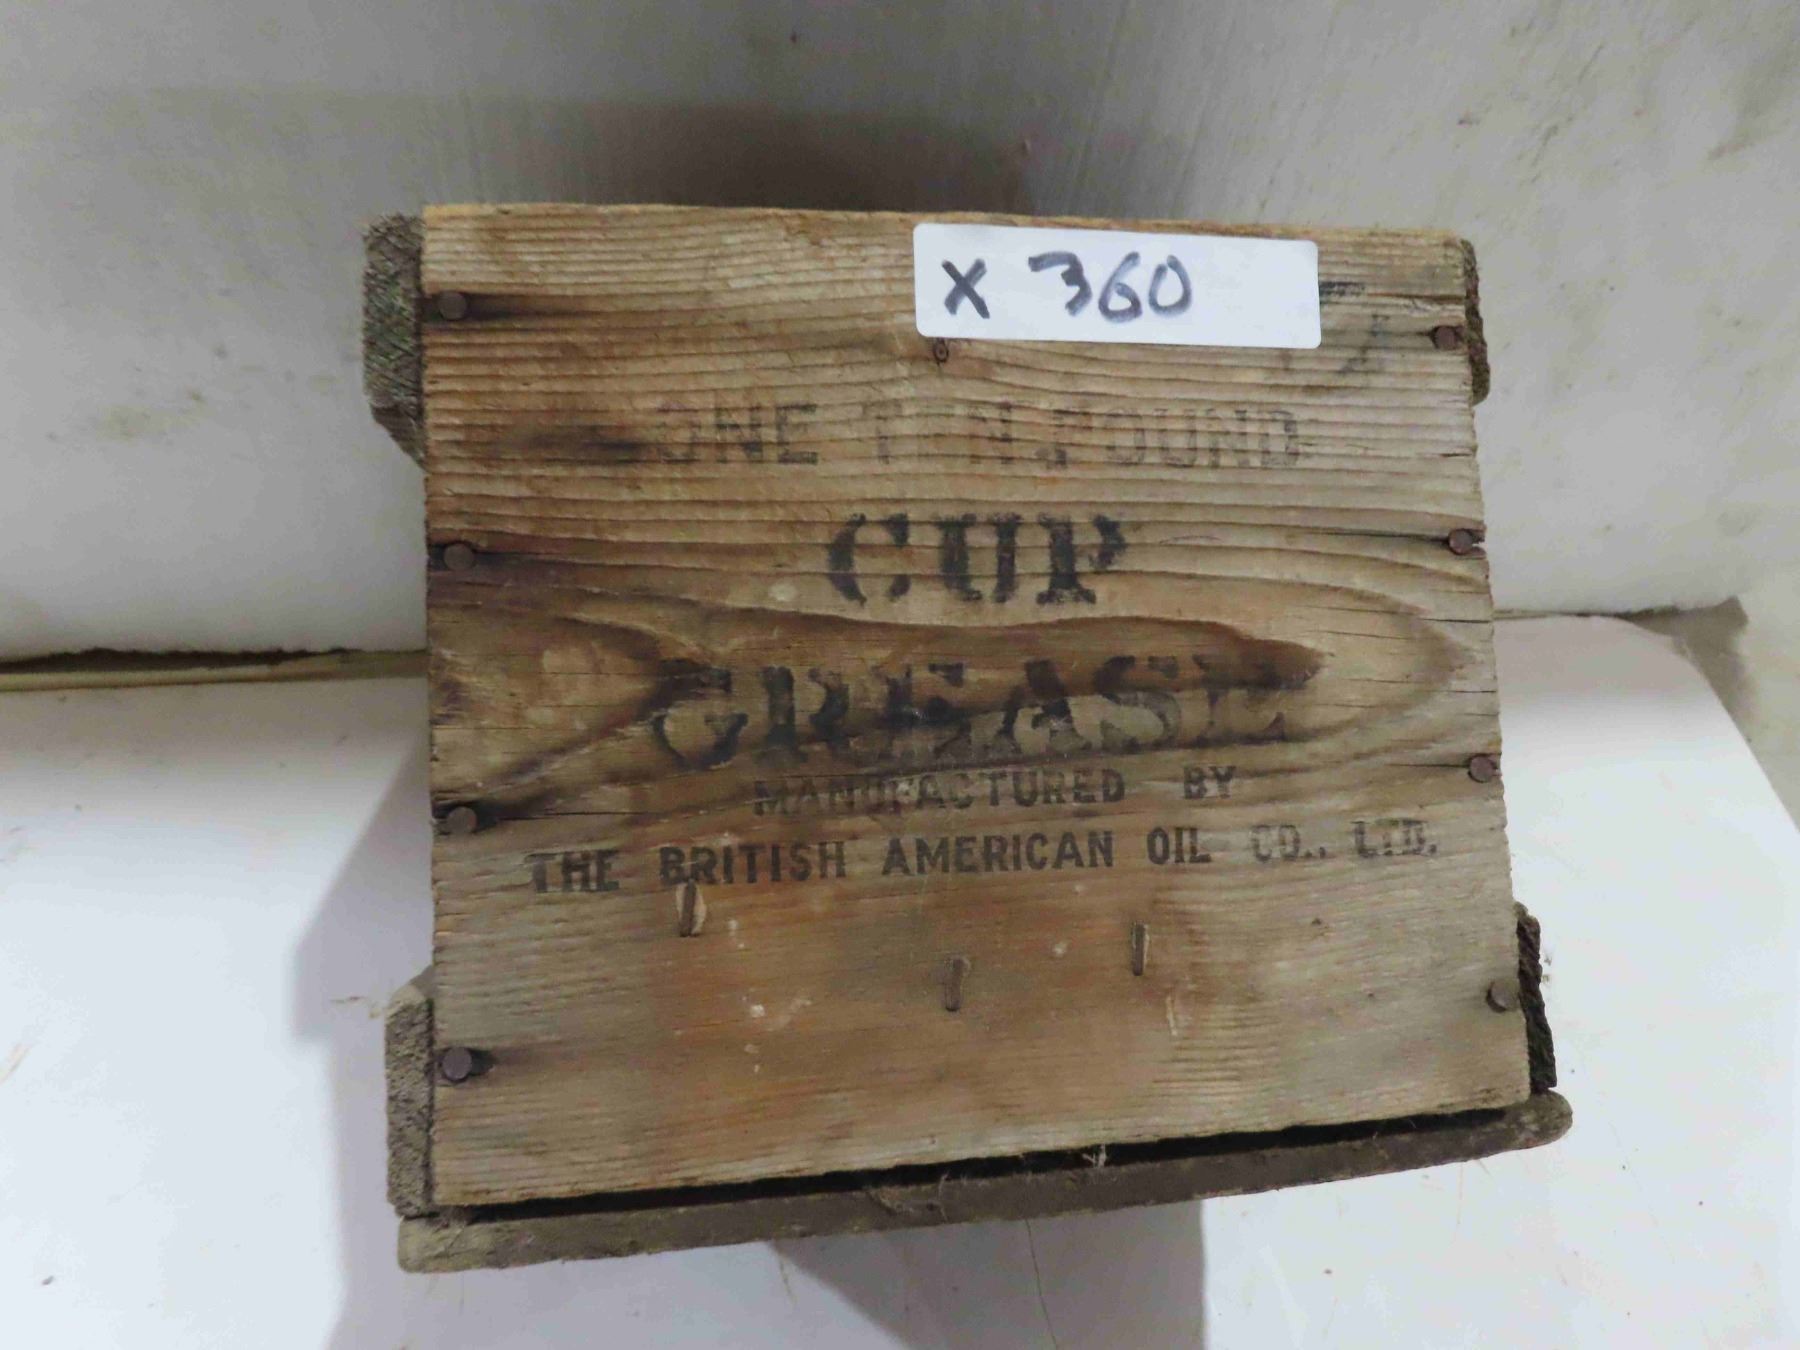 X 360
ONE TEN POUND
CUP
GREASE
MANUFACTURED BY
THE BRITISH AMERICAN OIL CO., LTD.